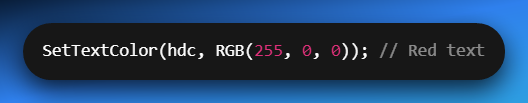 SetTextColor(hdc, RGB(255, 0, 0)); // Red text